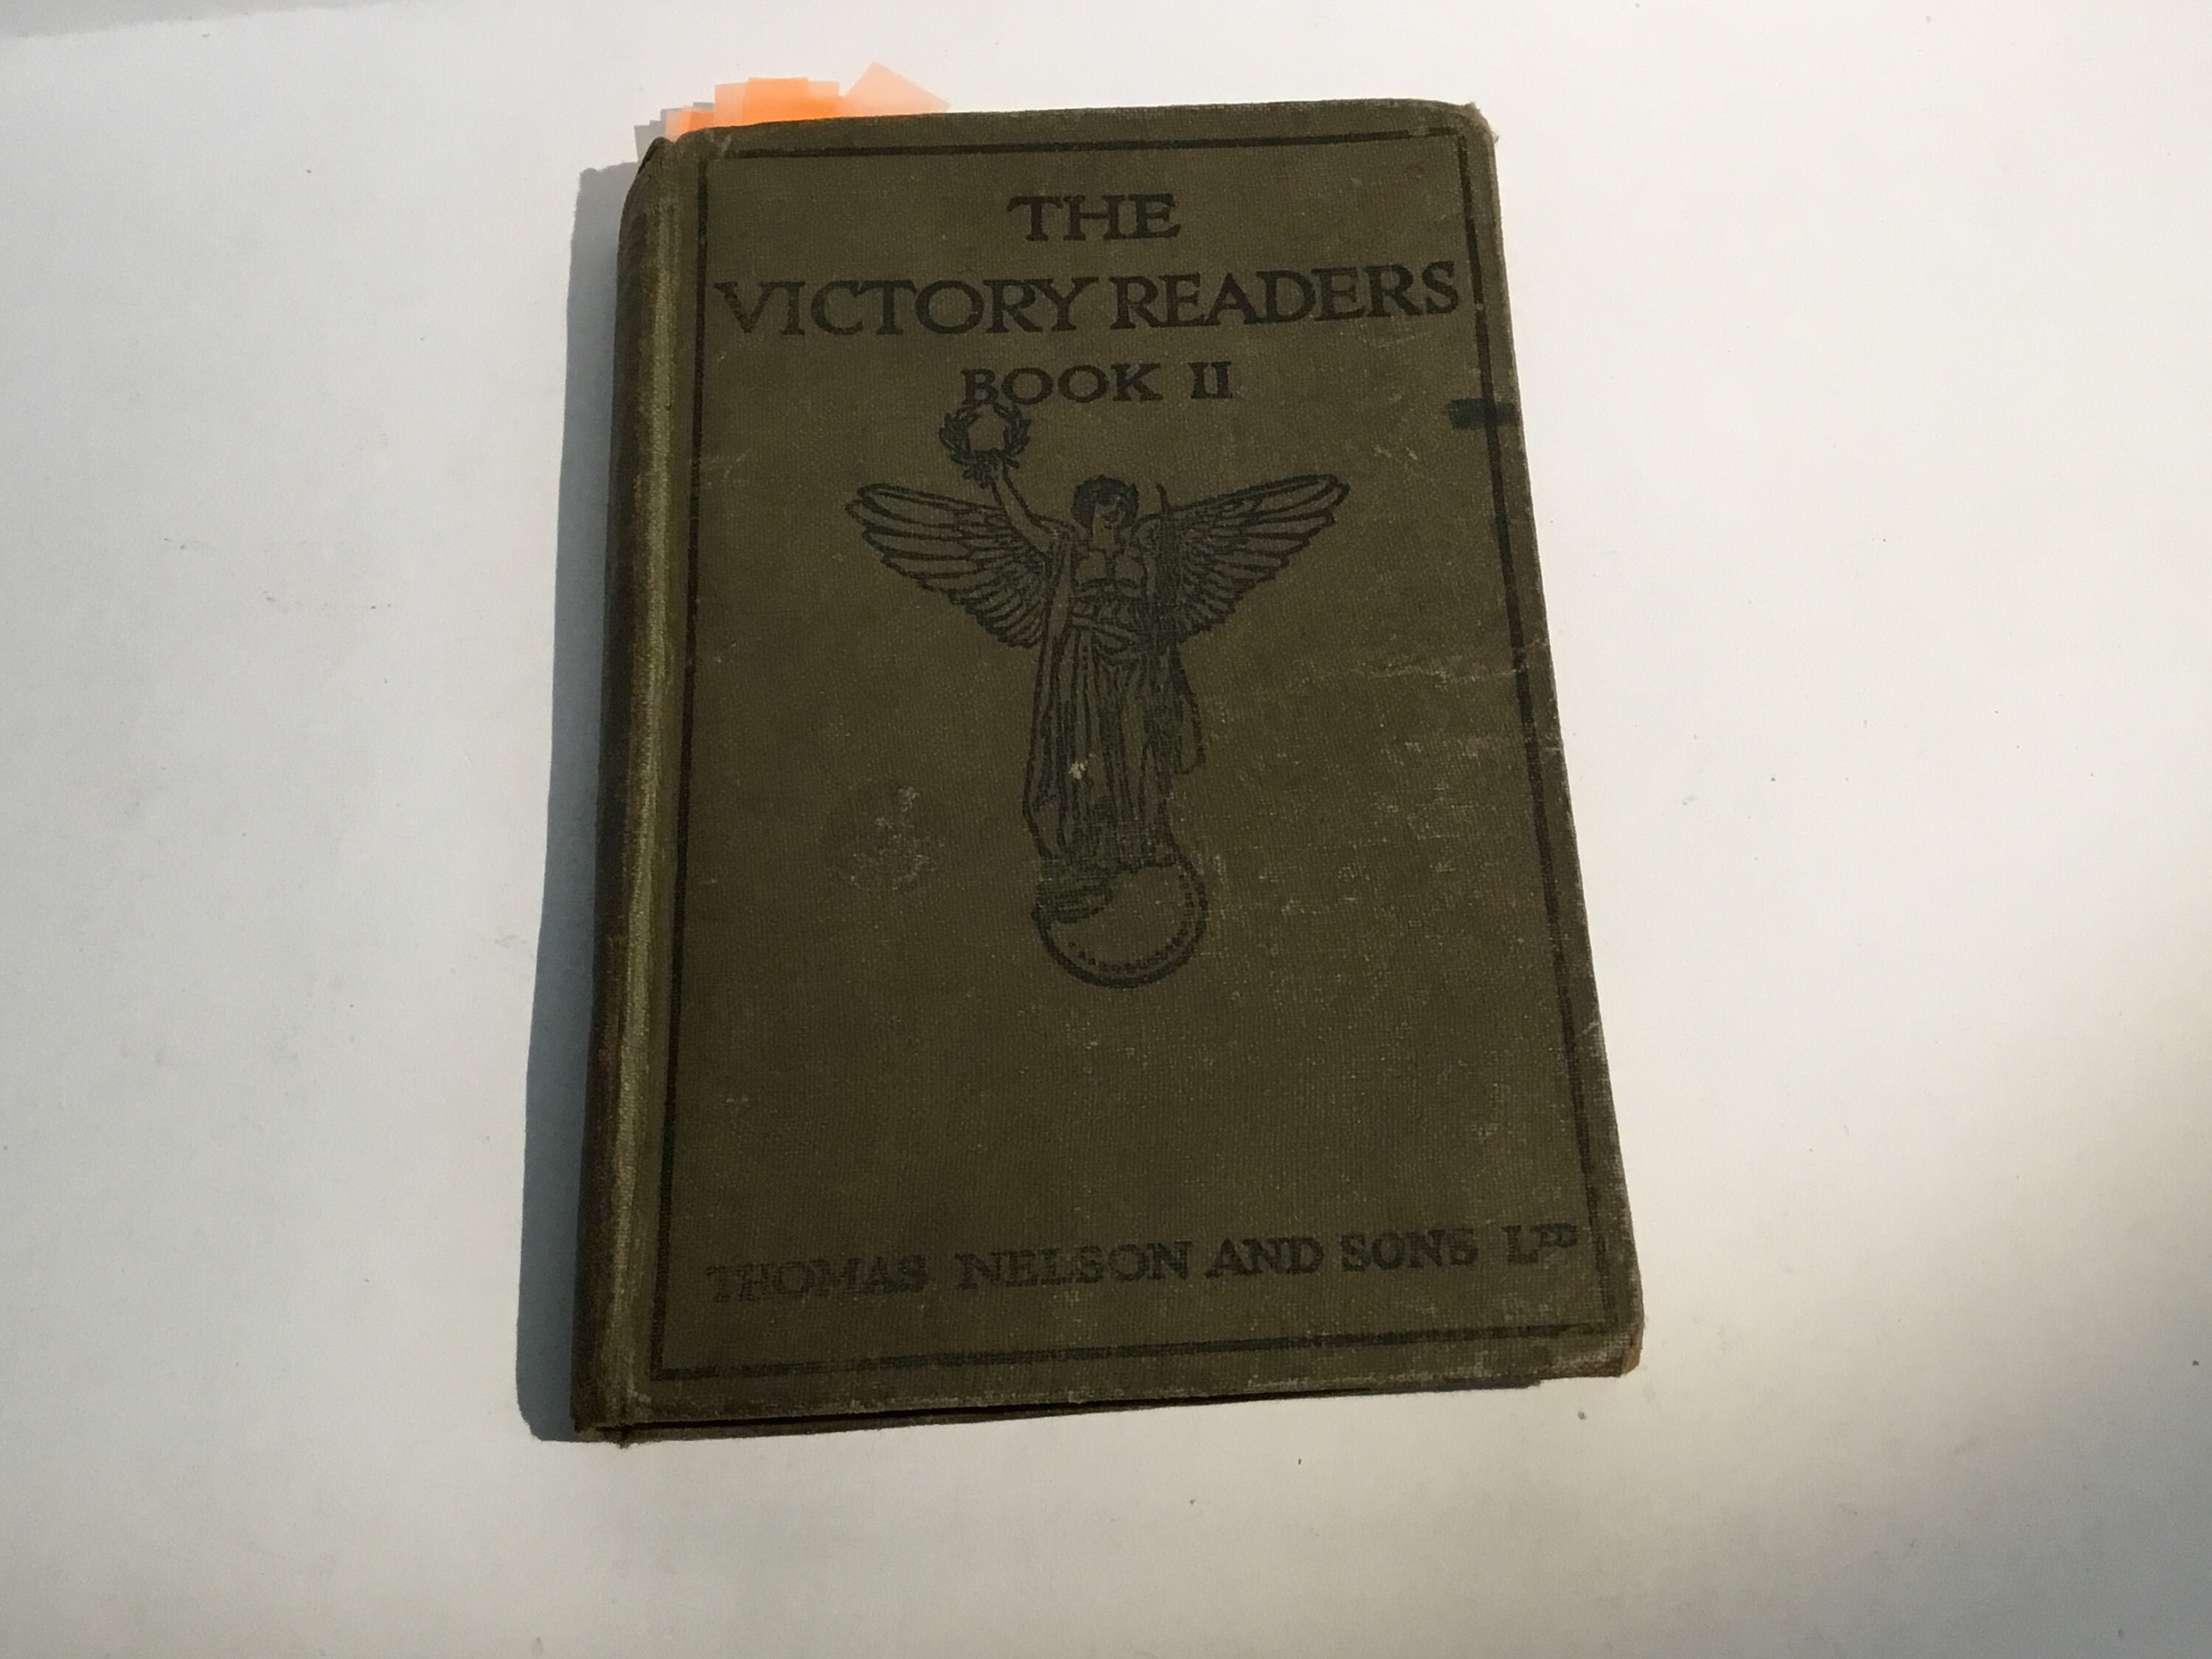 THE
VICTORY READERS
BOOK II
THOMAS NELSON AND SONS LTD